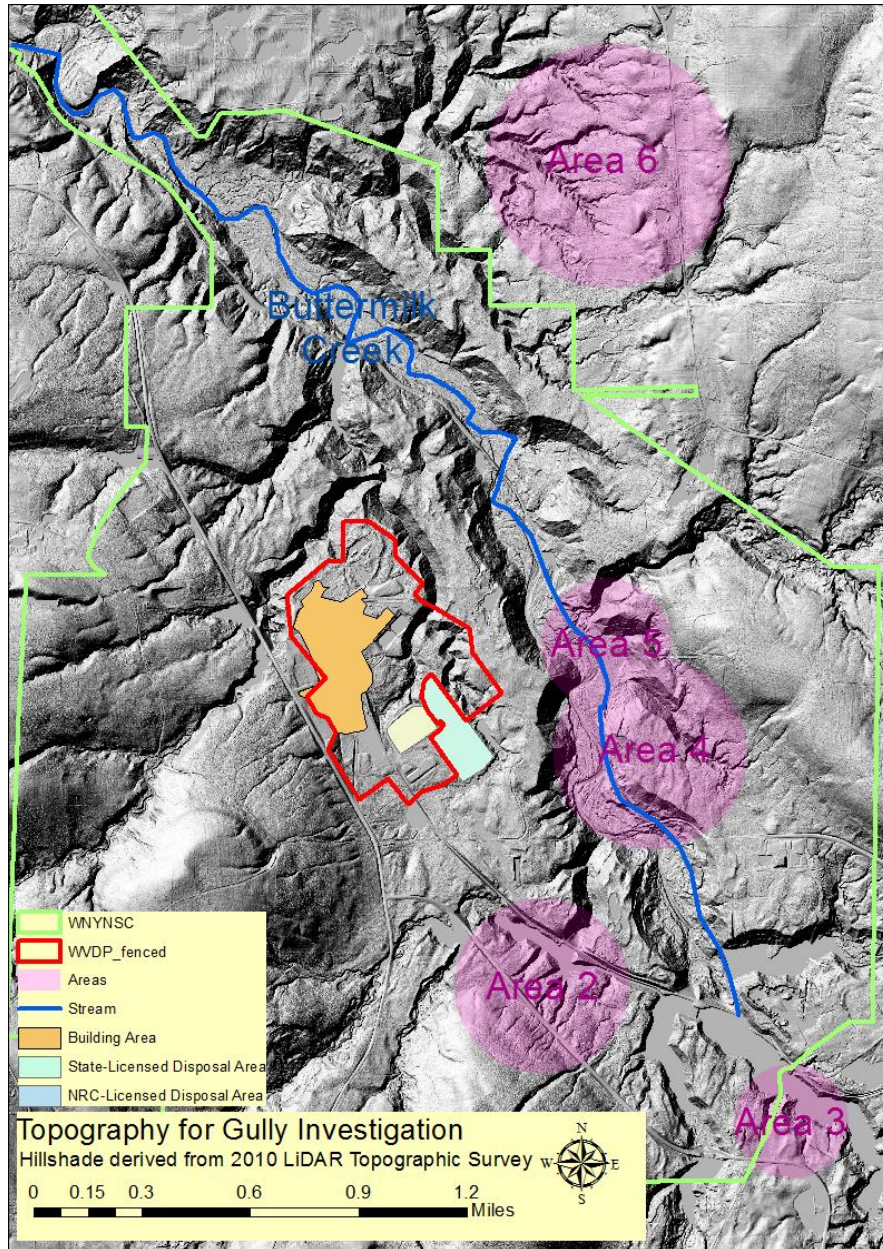 Area 6
Buttermilk
Creek
Area 5
Area 4
Area 2
Area 3
WNYNSC
WVDP_fenced
Areas
Stream
Building Area
State-Licensed Disposal Area
NRC-Licensed Disposal Area
Topography for Gully Investigation
Hillshade derived from 2010 LiDAR Topographic Survey
N
W E
S
0 0.15 0.3 0.6 0.9 1.2
Miles